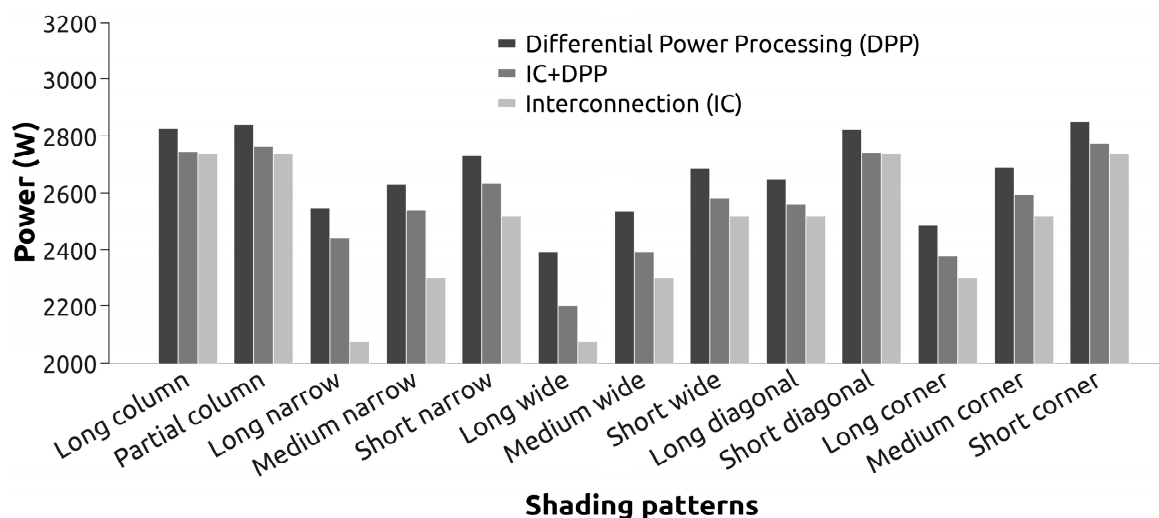 3200
3000
2800
2600
2400
2200
2000
Power (W)
Differential Power Processing (DPP)
IC+DPP
Interconnection (IC)
Long column
Partial column
Long narrow
Medium narrow
Short narrow
Long wide
Medium wide
Short wide
Long diagonal
Short diagonal
Long corner
Medium corner
Short corner
Shading patterns